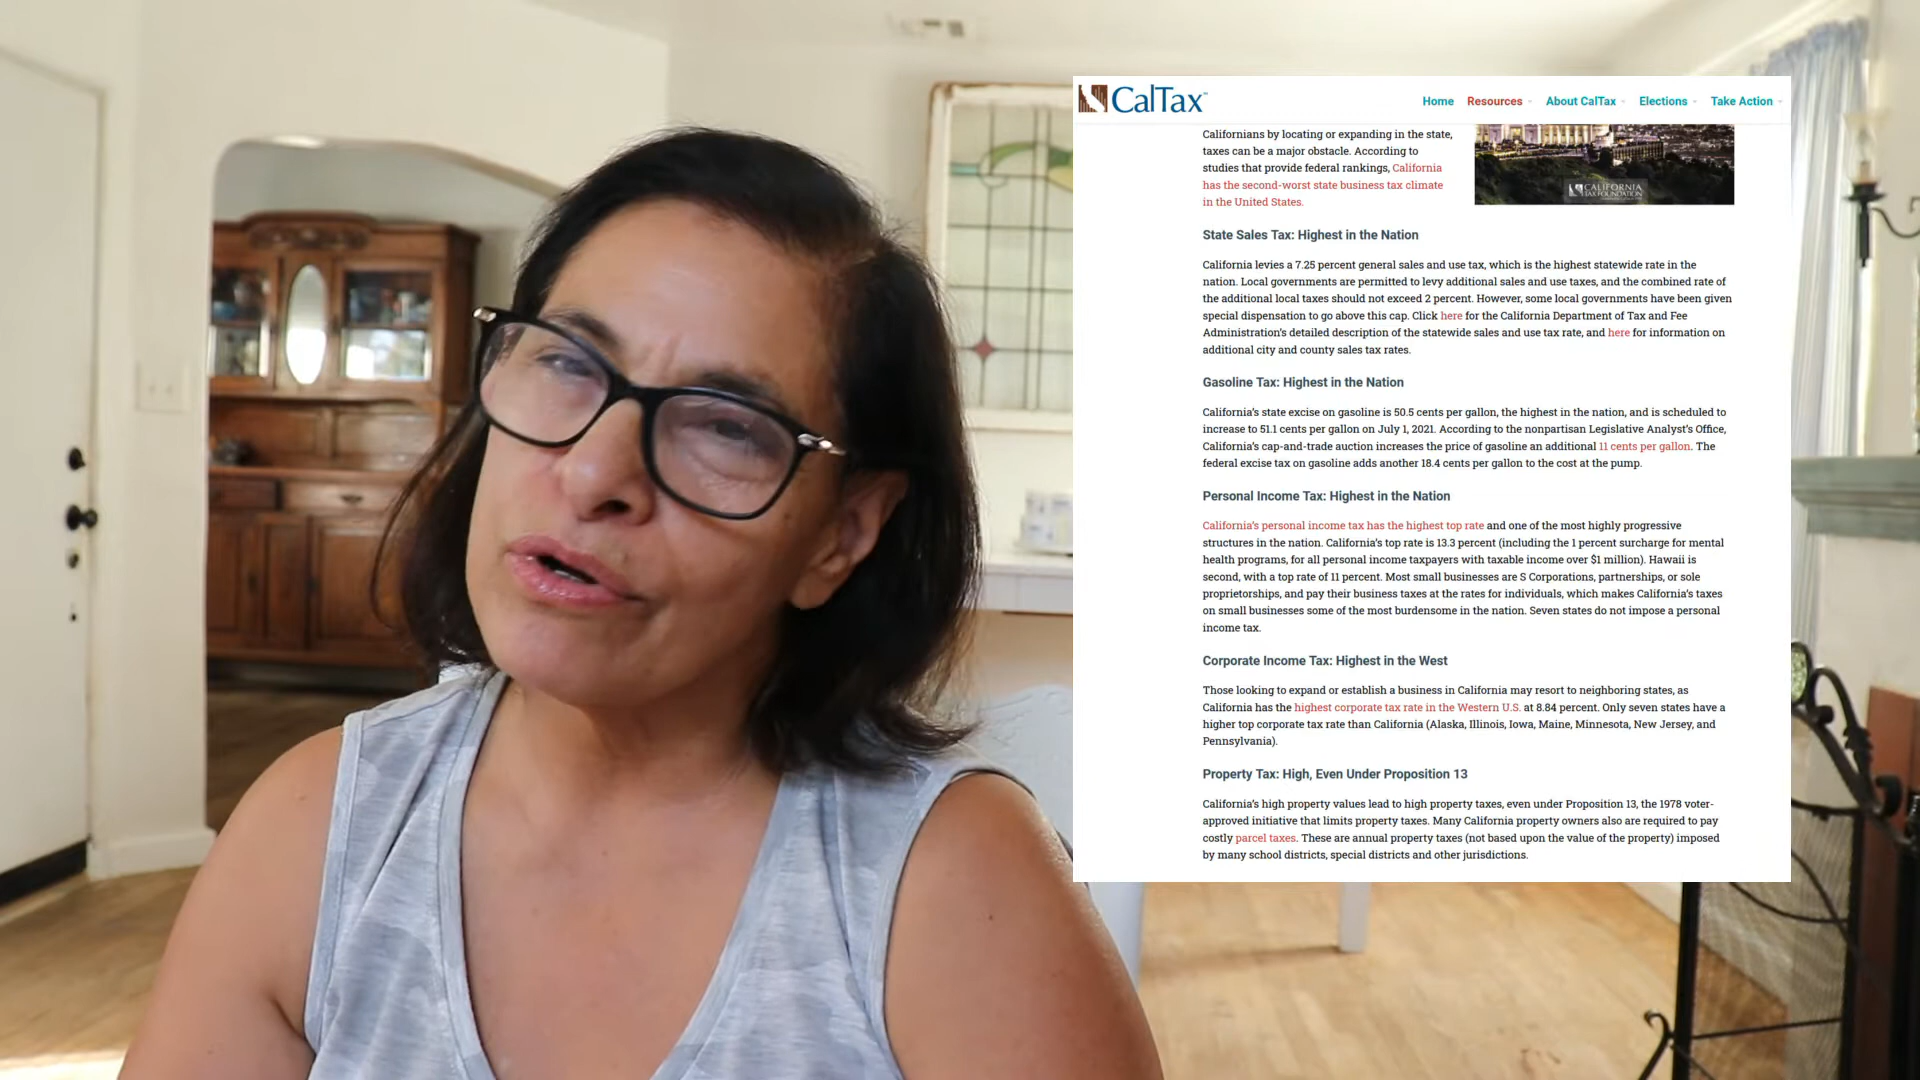 CalTax™
Home Resources About CalTax Elections Take Action
Californians by locating or expanding in the state,
taxes can be a major obstacle. According to
studies that provide federal rankings, California
has the second-worst state business tax climate
in the United States.
CALIFORNIA
TAX FOUNDATION
State Sales Tax: Highest in the Nation
California levies a 7.25 percent general sales and use tax, which is the highest statewide rate in the
nation. Local governments are permitted to levy additional sales and use taxes, and the combined rate of
the additional local taxes should not exceed 2 percent. However, some local governments have been given
special dispensation to go above this cap. Click here for the California Department of Tax and Fee
Administration's detailed description of the statewide sales and use tax rate, and here for information on
additional city and county sales tax rates.
Gasoline Tax: Highest in the Nation
California's state excise on gasoline is 50.5 cents per gallon, the highest in the nation, and is scheduled to
increase to 51.1 cents per gallon on July 1, 2021. According to the nonpartisan Legislative Analyst's Office,
California's cap-and-trade auction increases the price of gasoline an additional 11 cents per gallon. The
federal excise tax on gasoline adds another 18.4 cents per gallon to the cost at the pump.
Personal Income Tax: Highest in the Nation
California's personal income tax has the highest top rate and one of the most highly progressive
structures in the nation. California's top rate is 13.3 percent (including the 1 percent surcharge for mental
health programs, for all personal income taxpayers with taxable income over $1 million). Hawaii is
second, with a top rate of 11 percent. Most small businesses are S Corporations, partnerships, or sole
proprietorships, and pay their business taxes at the rates for individuals, which makes California's taxes
on small businesses some of the most burdensome in the nation. Seven states do not impose a personal
income tax.
Corporate Income Tax: Highest in the West
Those looking to expand or establish a business in California may resort to neighboring states, as
California has the highest corporate tax rate in the Western U.S. at 8.84 percent. Only seven states have a
higher top corporate tax rate than California (Alaska, Illinois, Iowa, Maine, Minnesota, New Jersey, and
Pennsylvania).
Property Tax: High, Even Under Proposition 13
California's high property values lead to high property taxes, even under Proposition 13, the 1978 voter-
approved initiative that limits property taxes. Many California property owners also are required to pay
costly parcel taxes. These are annual property taxes (not based upon the value of the property) imposed
by many school districts, special districts and other jurisdictions.